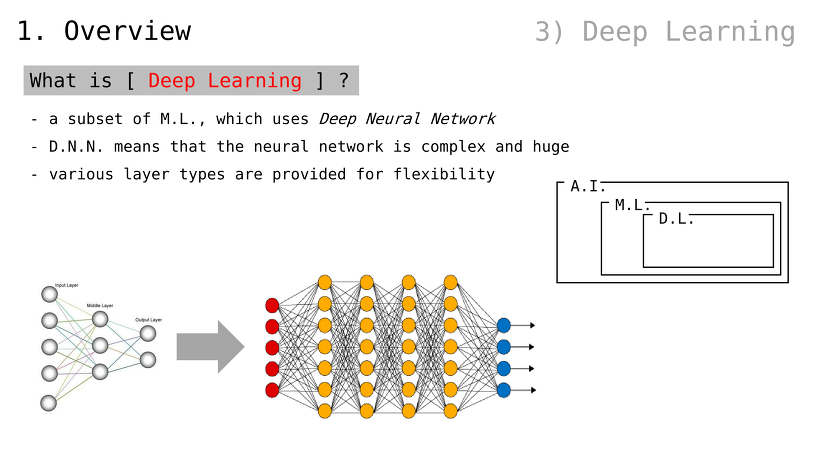 1. Overview
3) Deep Learning
What is [ Deep Learning ] ?
- a subset of M.L., which uses Deep Neural Network
- D.N.N. means that the neural network is complex and huge
- various layer types are provided for flexibility
A.I.
M.L.
D.L.
Input Layer
Middle Layer
Output Layer